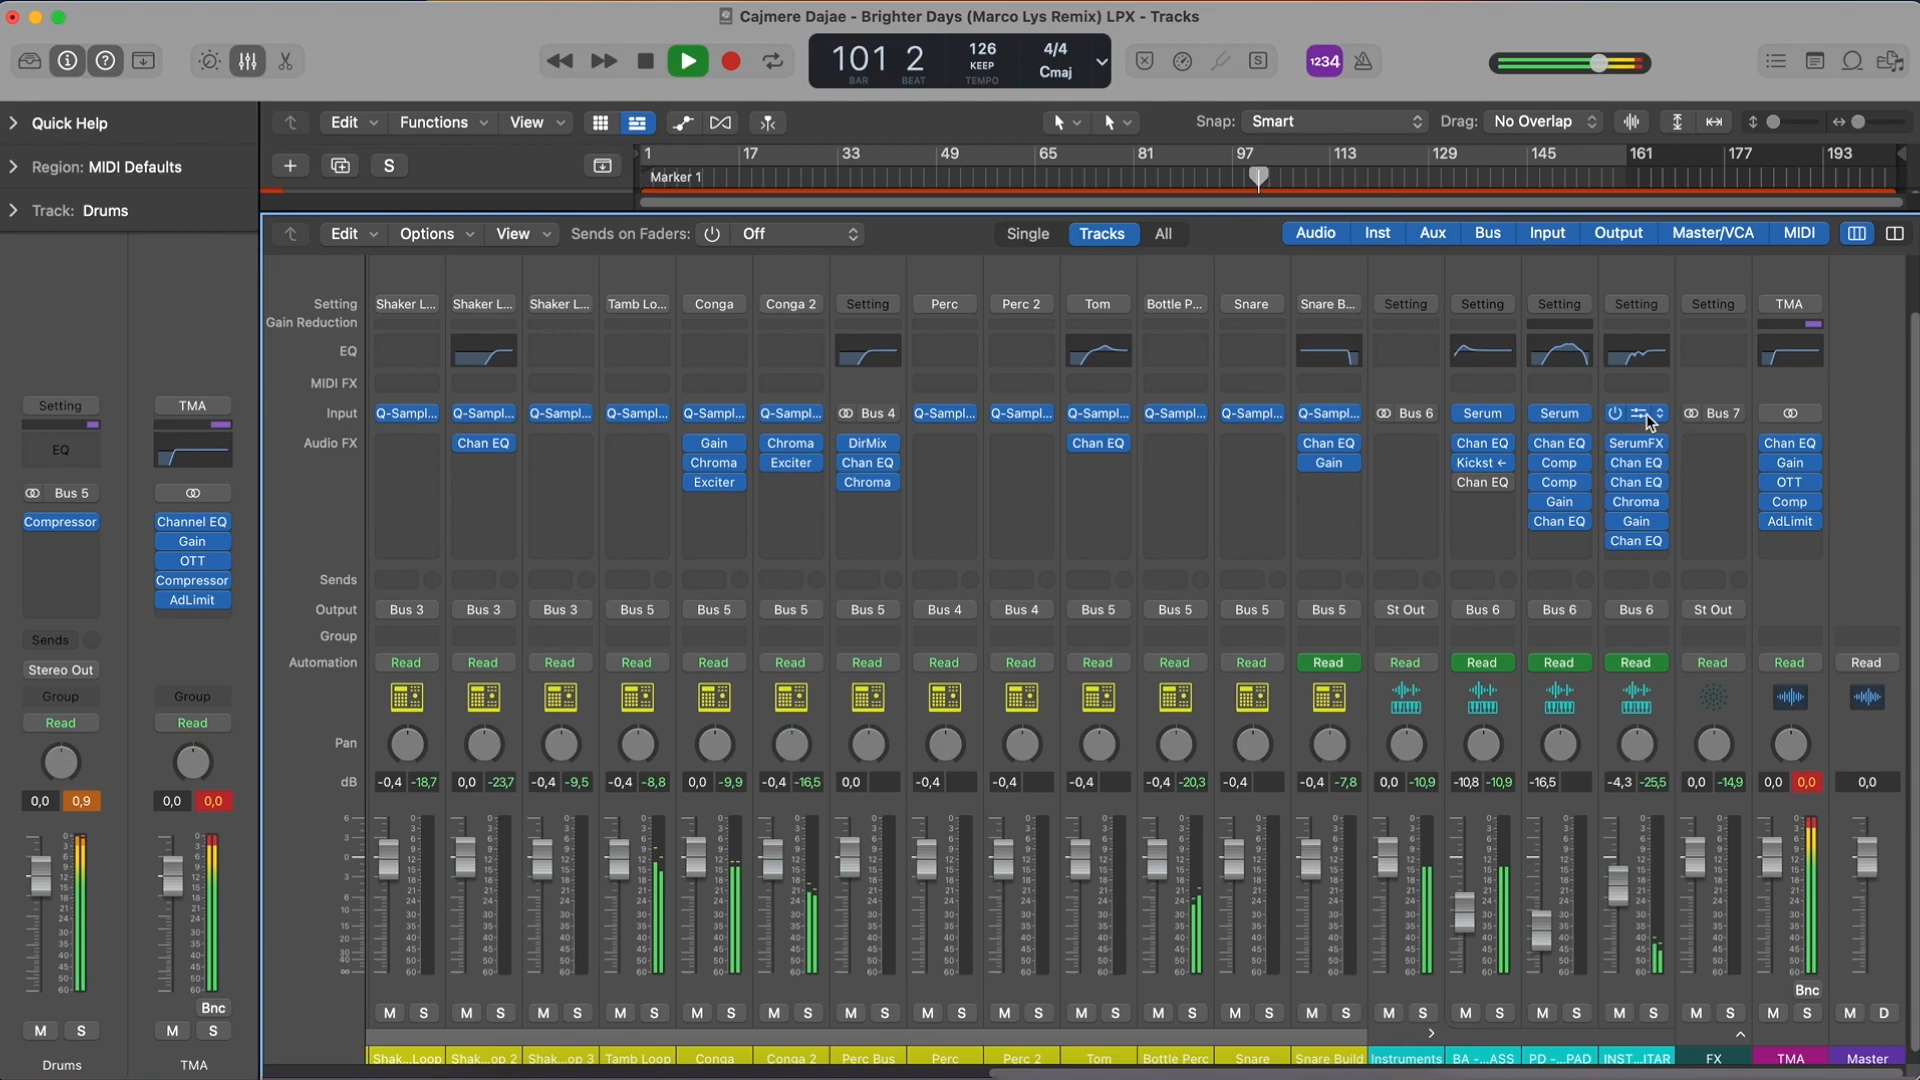 Cajmere Dajae - Brighter Days (Marco Lys Remix) LPX - Tracks
101 2 126 4/4
KEEP Cmaj
BAR BEAT TEMPO
1234
Quick Help
Edit Functions View Snap: Smart Drag: No Overlap
Region: MIDI Defaults
S 1 17 33 49 65 81 97 113 129 145 161 177 193
Marker 1
Track: Drums
Edit Options View Sends on Faders: Off Single Tracks All Audio Inst Aux Bus Input Output Master/VCA MIDI
Setting Shaker L... Shaker L... Shaker L... Tamb Lo... Conga Conga 2 Setting Perc Perc 2 Tom Bottle P... Snare Snare B... Setting Setting Setting Setting Setting TMA
Gain Reduction
EQ
MIDI FX
Input Q-Sampl... Q-Sampl... Q-Sampl... Q-Sampl... Q-Sampl... Q-Sampl... Bus 4 Q-Sampl... Q-Sampl... Q-Sampl... Q-Sampl... Q-Sampl... Q-Sampl... Bus 6 Serum Serum Bus 7
Audio FX Chan EQ Gain Chroma DirMix Chan EQ Chan EQ Chan EQ Chan EQ SerumFX Chan EQ
Chroma Exciter Chan EQ Gain Kickst ← Comp Chan EQ Gain
Exciter Chroma Chan EQ Comp Chan EQ OTT
Gain Chroma Comp
Chan EQ Gain AdLimit
Chan EQ
Sends
Output Bus 3 Bus 3 Bus 3 Bus 5 Bus 5 Bus 5 Bus 5 Bus 4 Bus 4 Bus 5 Bus 5 Bus 5 Bus 5 St Out Bus 6 Bus 6 Bus 6 St Out
Group
Automation Read Read Read Read Read Read Read Read Read Read Read Read Read Read Read Read Read Read Read Read
Pan
dB -0,4 -18,7 0,0 -23,7 -0,4 -9,5 -0,4 -8,8 0,0 -9,9 -0,4 -16,5 0,0 -0,4 -0,4 -0,4 -0,4 -20,3 -0,4 -0,4 -7,8 0,0 -10,9 -10,8 -10,9 -16,5 -4,3 -25,5 0,0 -14,9 0,0 0,0 0,0
Bnc
M S M S M S M S M S M S M S M S M S M S M S M S M S M S M S M S M S M S M S M D
Shak...Loop Shak...op 2 Shak...op 3 Tamb Loop Conga Conga 2 Perc Bus Perc Perc 2 Tom Bottle Perc Snare Snare Build Instruments BA -...ASS PD -...PAD INST...ITAR FX TMA Master
Setting TMA
EQ
Bus 5
Compressor Channel EQ
Gain
OTT
Compressor
AdLimit
Sends
Stereo Out
Group Group
Read Read
0,0 0,9 0,0 0,0
Bnc
M S M S
Drums TMA